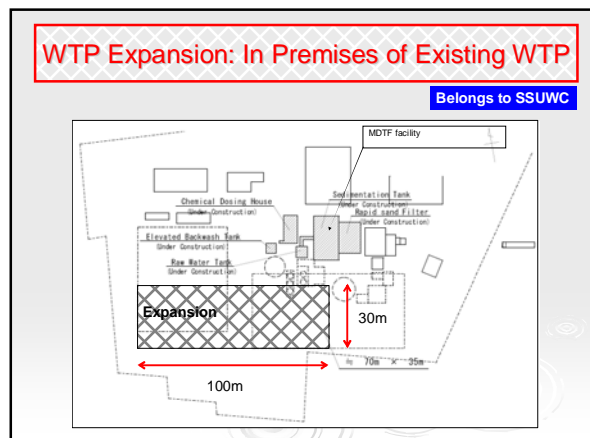 WTP Expansion: In Premises of Existing WTP
Belongs to SSUWC
MDTF facility
Chemical Dosing House
(Under Construction)
Sedimentation Tank
(Under Construction)
Rapid sand Filter
(Under Construction)
Elevated Backwash Tank
(Under Construction)
Raw Water Tank
(Under Construction)
Expansion
30m
≒ 70m × 35m
100m